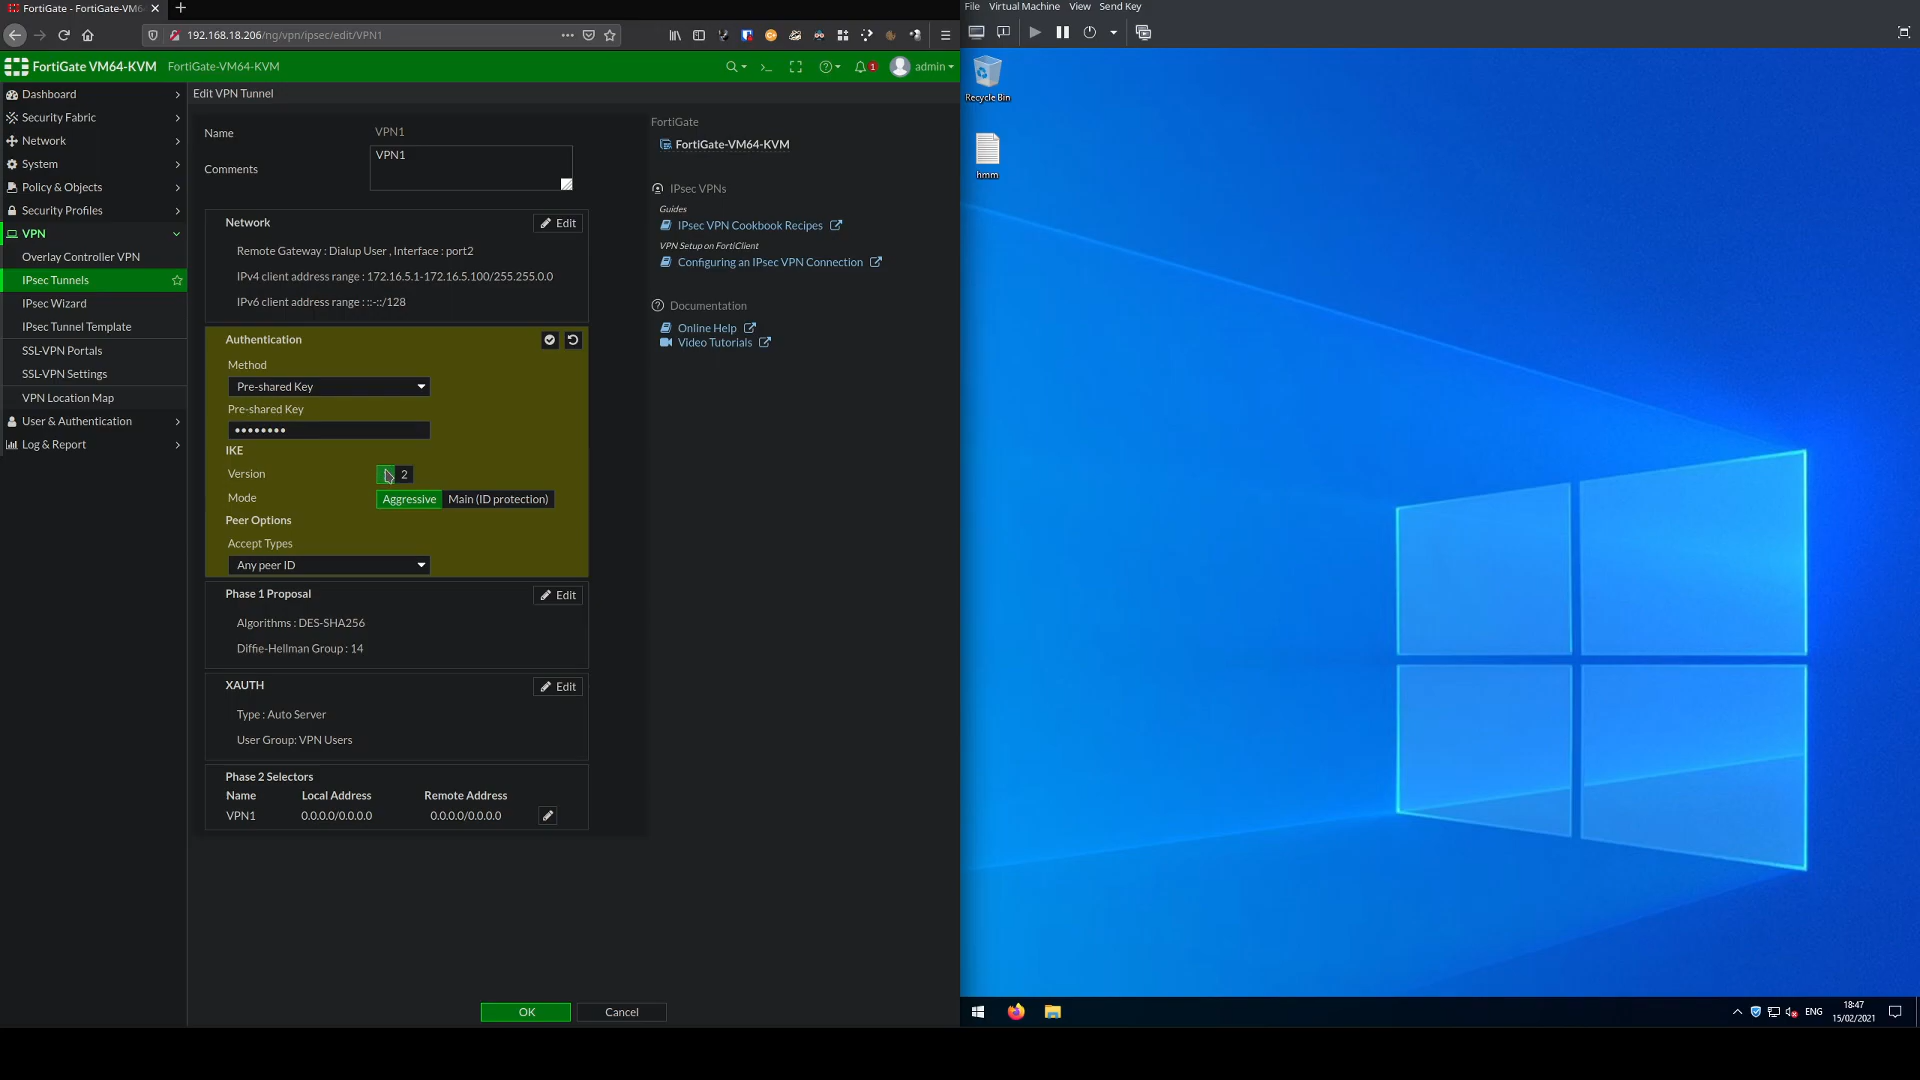 FortiGate - FortiGate-VM64
192.168.18.206/ng/vpn/ipsec/edit/VPN1
FortiGate VM64-KVM
FortiGate-VM64-KVM
1
admin
Dashboard
Security Fabric
Network
System
Policy & Objects
Security Profiles
VPN
Overlay Controller VPN
IPsec Tunnels
IPsec Wizard
IPsec Tunnel Template
SSL-VPN Portals
SSL-VPN Settings
VPN Location Map
User & Authentication
Log & Report
Edit VPN Tunnel
Name VPN1
Comments VPN1
Network Edit
Remote Gateway : Dialup User , Interface : port2
IPv4 client address range : 172.16.5.1-172.16.5.100/255.255.0.0
IPv6 client address range : ::-::/128
Authentication
Method
Pre-shared Key
Pre-shared Key
••••••••
IKE
Version 2
Mode Aggressive Main (ID protection)
Peer Options
Accept Types
Any peer ID
Phase 1 Proposal Edit
Algorithms : DES-SHA256
Diffie-Hellman Group : 14
XAUTH Edit
Type : Auto Server
User Group: VPN Users
Phase 2 Selectors
Name Local Address Remote Address
VPN1 0.0.0.0/0.0.0.0 0.0.0.0/0.0.0.0
OK Cancel
FortiGate
FortiGate-VM64-KVM
IPsec VPNs
Guides
IPsec VPN Cookbook Recipes
VPN Setup on FortiClient
Configuring an IPsec VPN Connection
Documentation
Online Help
Video Tutorials
File Virtual Machine View Send Key
Recycle Bin
hmm
ENG
18:47
15/02/2021